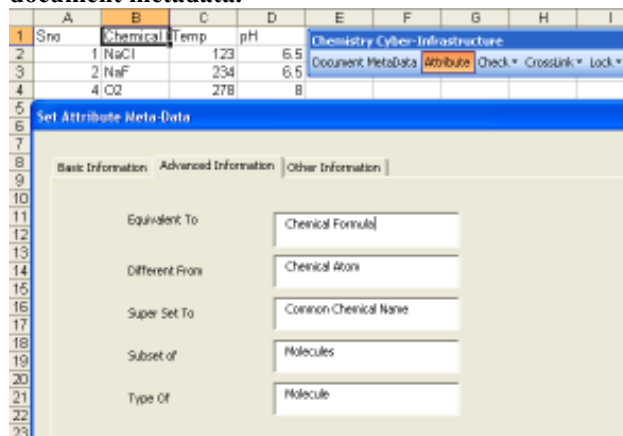 document metadata.
A B C D E F G H I
1 Sno Chemical Temp pH
Chemistry Cyber-Infrastructure
2 1 NaCl 123 6.5
Document MetaData Attribute Check CrossLink Lock
3 2 NaF 234 6.5
4 4 O2 278 8
5
Set Attribute Meta-Data
6
7
8
Basic Information Advanced Information Other Information
9
10
11
Equivalent To Chemical Formula
12
13
14
Different From Chemical Atom
15
16
Super Set To Common Chemical Name
17
18
19
Subset of Molecules
20
21
Type Of Molecule
22
23